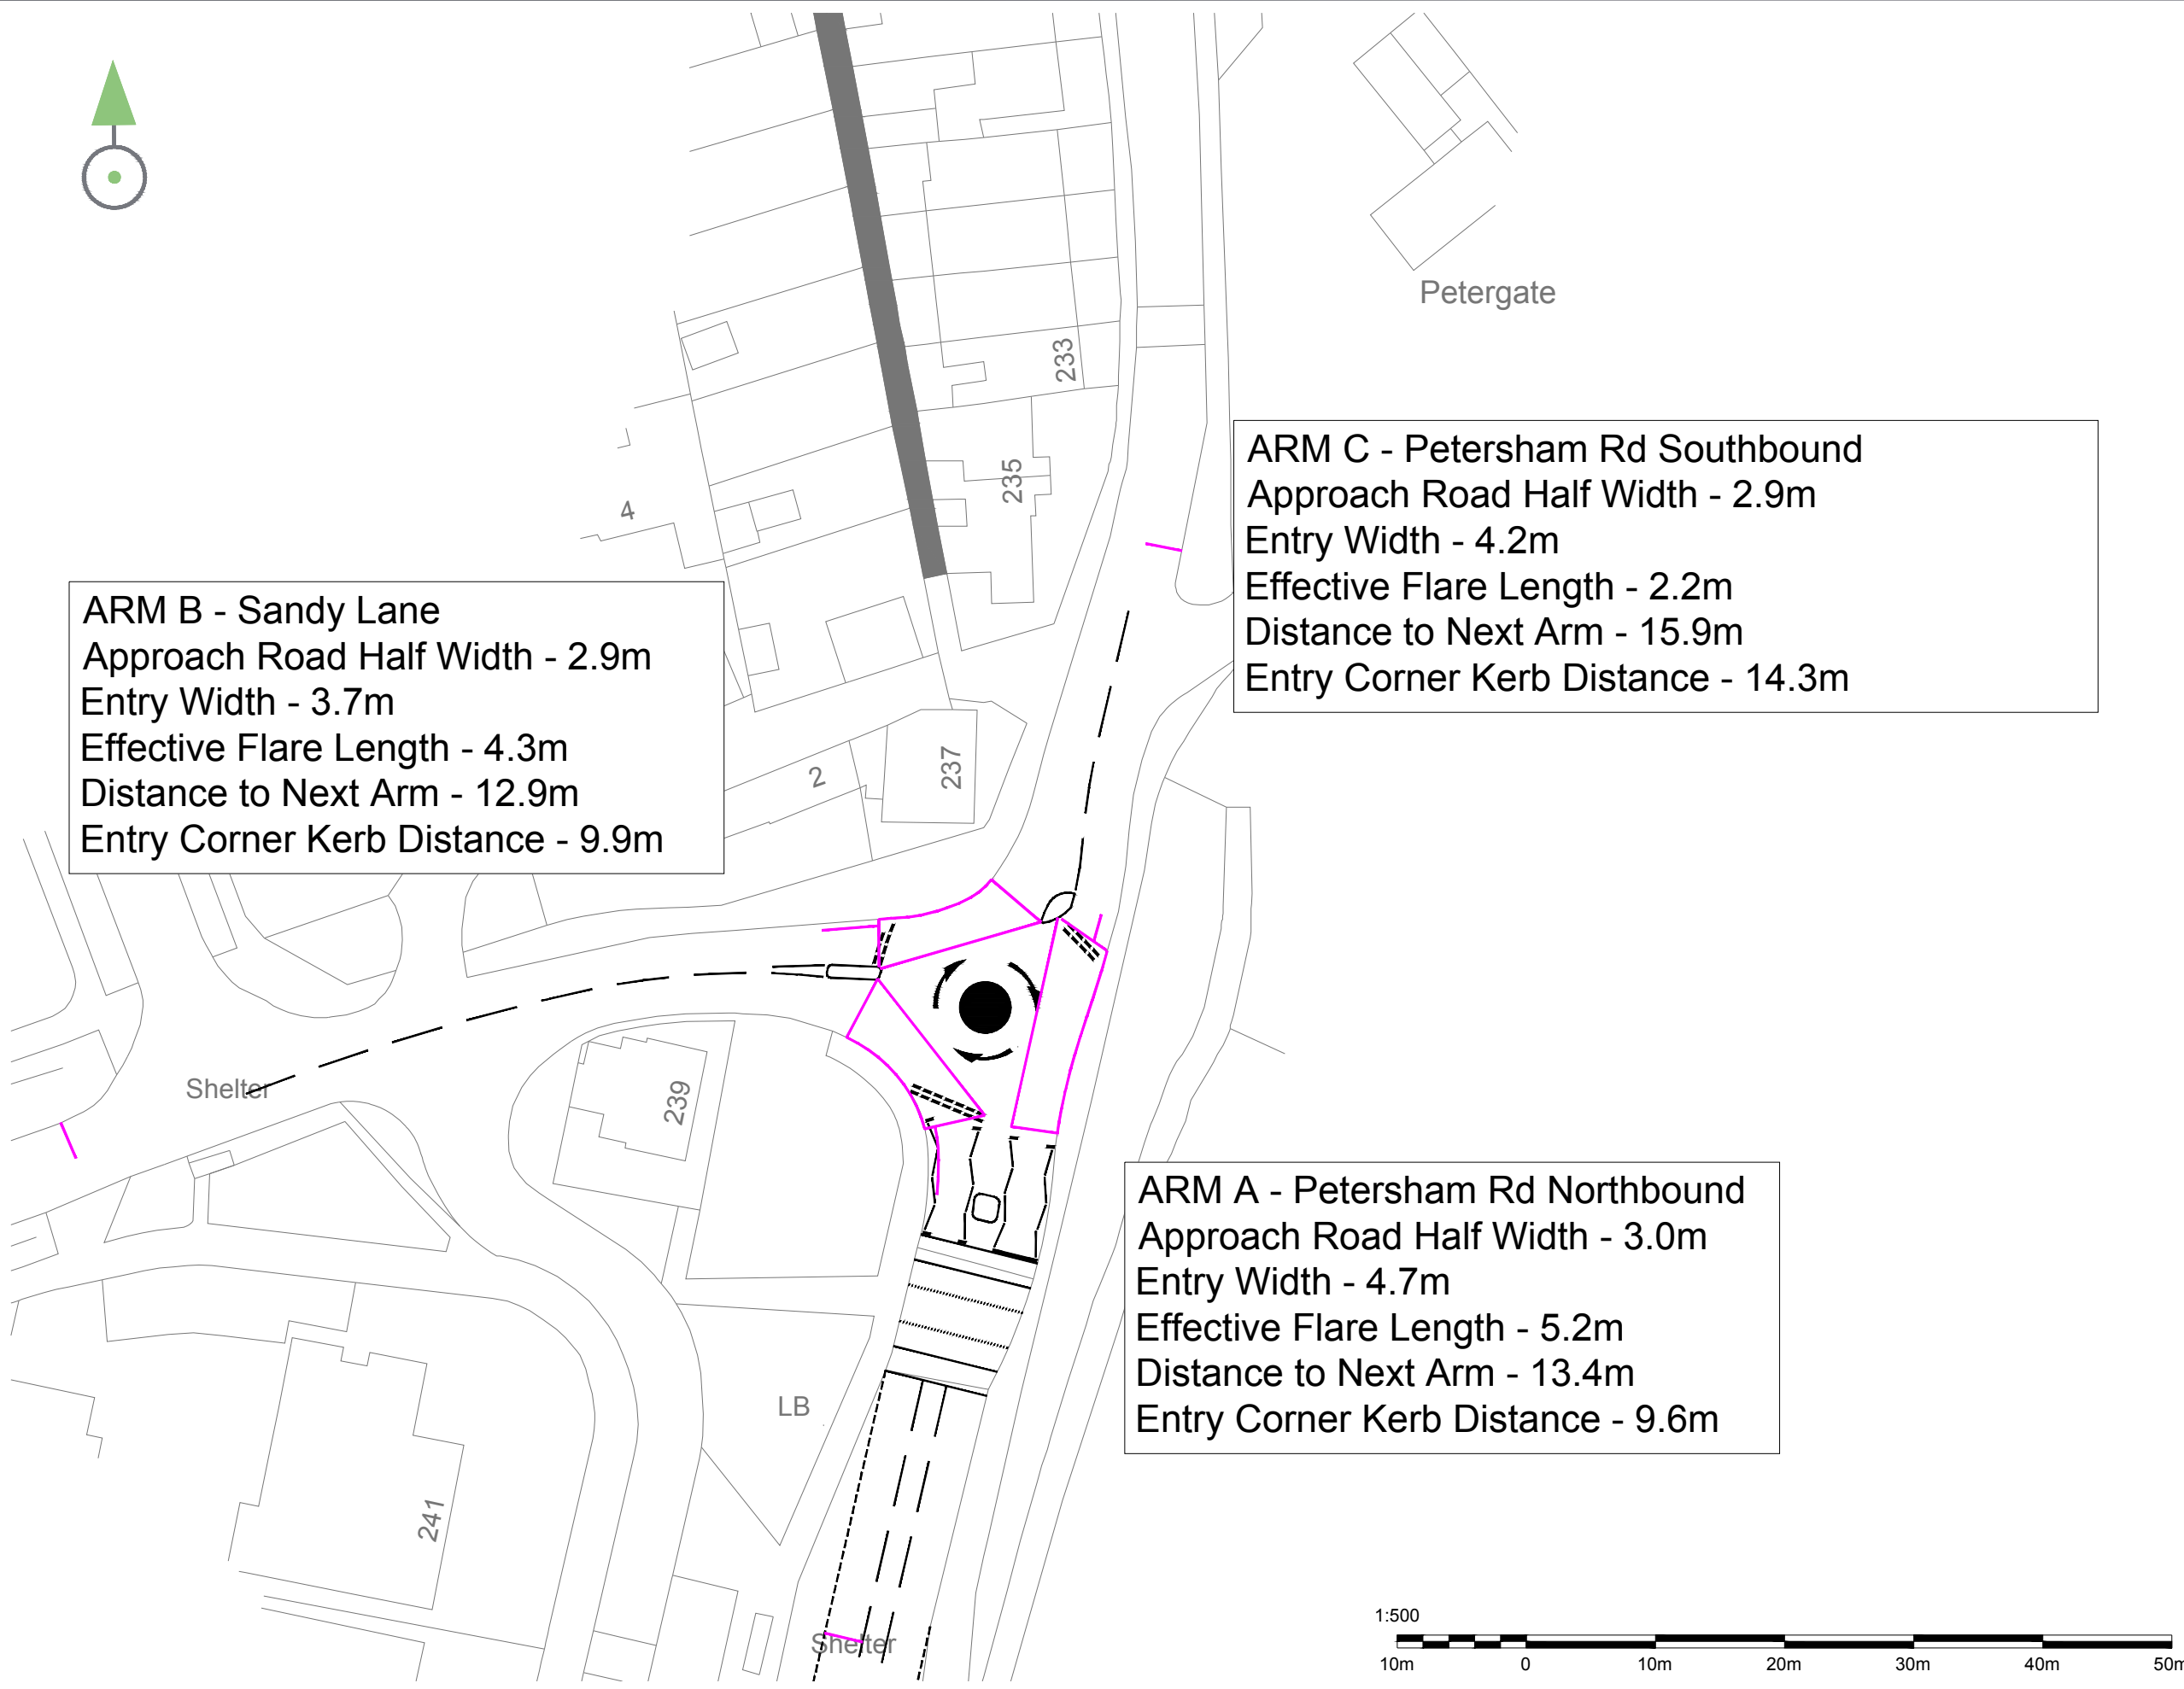 Petergate
233
235
4
ARM C - Petersham Rd Southbound
Approach Road Half Width - 2.9m
Entry Width - 4.2m
Effective Flare Length - 2.2m
Distance to Next Arm - 15.9m
Entry Corner Kerb Distance - 14.3m
ARM B - Sandy Lane
Approach Road Half Width - 2.9m
Entry Width - 3.7m
Effective Flare Length - 4.3m
Distance to Next Arm - 12.9m
Entry Corner Kerb Distance - 9.9m
2
237
Shelter
239
ARM A - Petersham Rd Northbound
Approach Road Half Width - 3.0m
Entry Width - 4.7m
Effective Flare Length - 5.2m
Distance to Next Arm - 13.4m
Entry Corner Kerb Distance - 9.6m
LB
241
Shelter
1:500
10m 0 10m 20m 30m 40m 50m